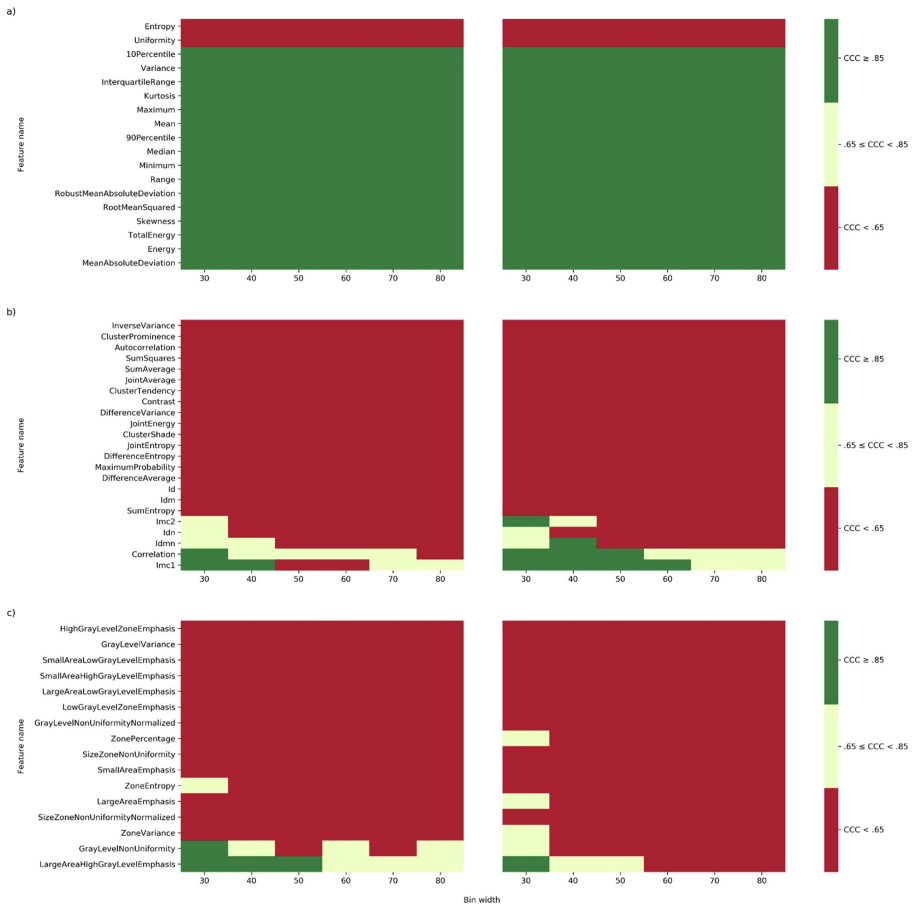 a)
Feature name
Entropy
Uniformity
10Percentile
Variance
InterquartileRange
Kurtosis
Maximum
Mean
90Percentile
Median
Minimum
Range
RobustMeanAbsoluteDeviation
RootMeanSquared
Skewness
TotalEnergy
Energy
MeanAbsoluteDeviation
30 40 50 60 70 80
30 40 50 60 70 80
CCC ≥ .85
.65 ≤ CCC < .85
CCC < .65
b)
Feature name
InverseVariance
ClusterProminence
Autocorrelation
SumSquares
SumAverage
JointAverage
ClusterTendency
Contrast
DifferenceVariance
JointEnergy
ClusterShade
JointEntropy
DifferenceEntropy
MaximumProbability
DifferenceAverage
Id
Idm
SumEntropy
Imc2
Idn
Idmn
Correlation
Imc1
30 40 50 60 70 80
30 40 50 60 70 80
CCC ≥ .85
.65 ≤ CCC < .85
CCC < .65
c)
Feature name
HighGrayLevelZoneEmphasis
GrayLevelVariance
SmallAreaLowGrayLevelEmphasis
SmallAreaHighGrayLevelEmphasis
LargeAreaLowGrayLevelEmphasis
LowGrayLevelZoneEmphasis
GrayLevelNonUniformityNormalized
ZonePercentage
SizeZoneNonUniformity
SmallAreaEmphasis
ZoneEntropy
LargeAreaEmphasis
SizeZoneNonUniformityNormalized
ZoneVariance
GrayLevelNonUniformity
LargeAreaHighGrayLevelEmphasis
30 40 50 60 70 80
30 40 50 60 70 80
CCC ≥ .85
.65 ≤ CCC < .85
CCC < .65
Bin width